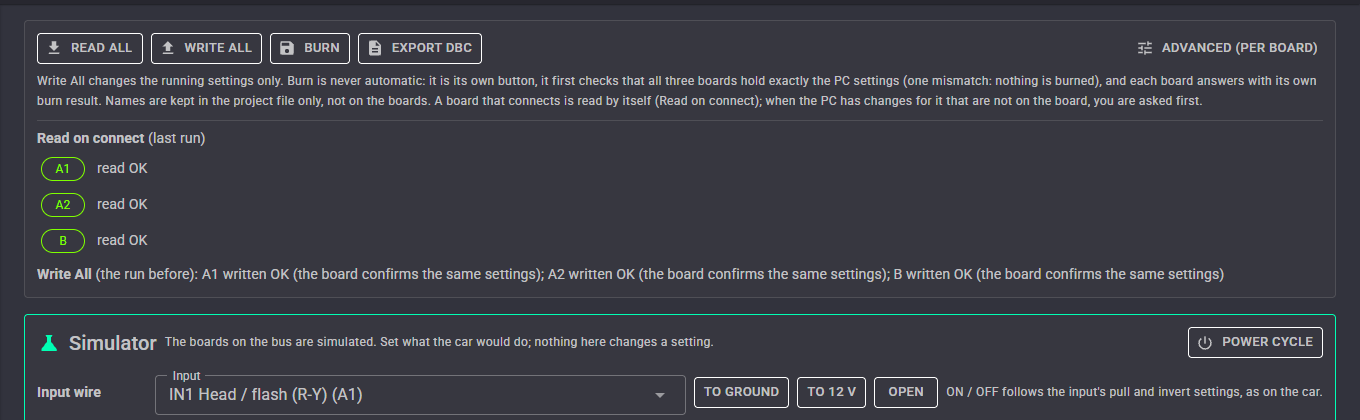 READ ALL WRITE ALL BURN EXPORT DBC ADVANCED (PER BOARD)
Write All changes the running settings only. Burn is never automatic: it is its own button, it first checks that all three boards hold exactly the PC settings (one mismatch: nothing is burned), and each board answers with its own
burn result. Names are kept in the project file only, not on the boards. A board that connects is read by itself (Read on connect); when the PC has changes for it that are not on the board, you are asked first.
Read on connect (last run)
A1 read OK
A2 read OK
B read OK
Write All (the run before): A1 written OK (the board confirms the same settings); A2 written OK (the board confirms the same settings); B written OK (the board confirms the same settings)
Simulator The boards on the bus are simulated. Set what the car would do; nothing here changes a setting. POWER CYCLE
Input
Input wire IN1 Head / flash (R-Y) (A1) TO GROUND TO 12 V OPEN ON / OFF follows the input's pull and invert settings, as on the car.